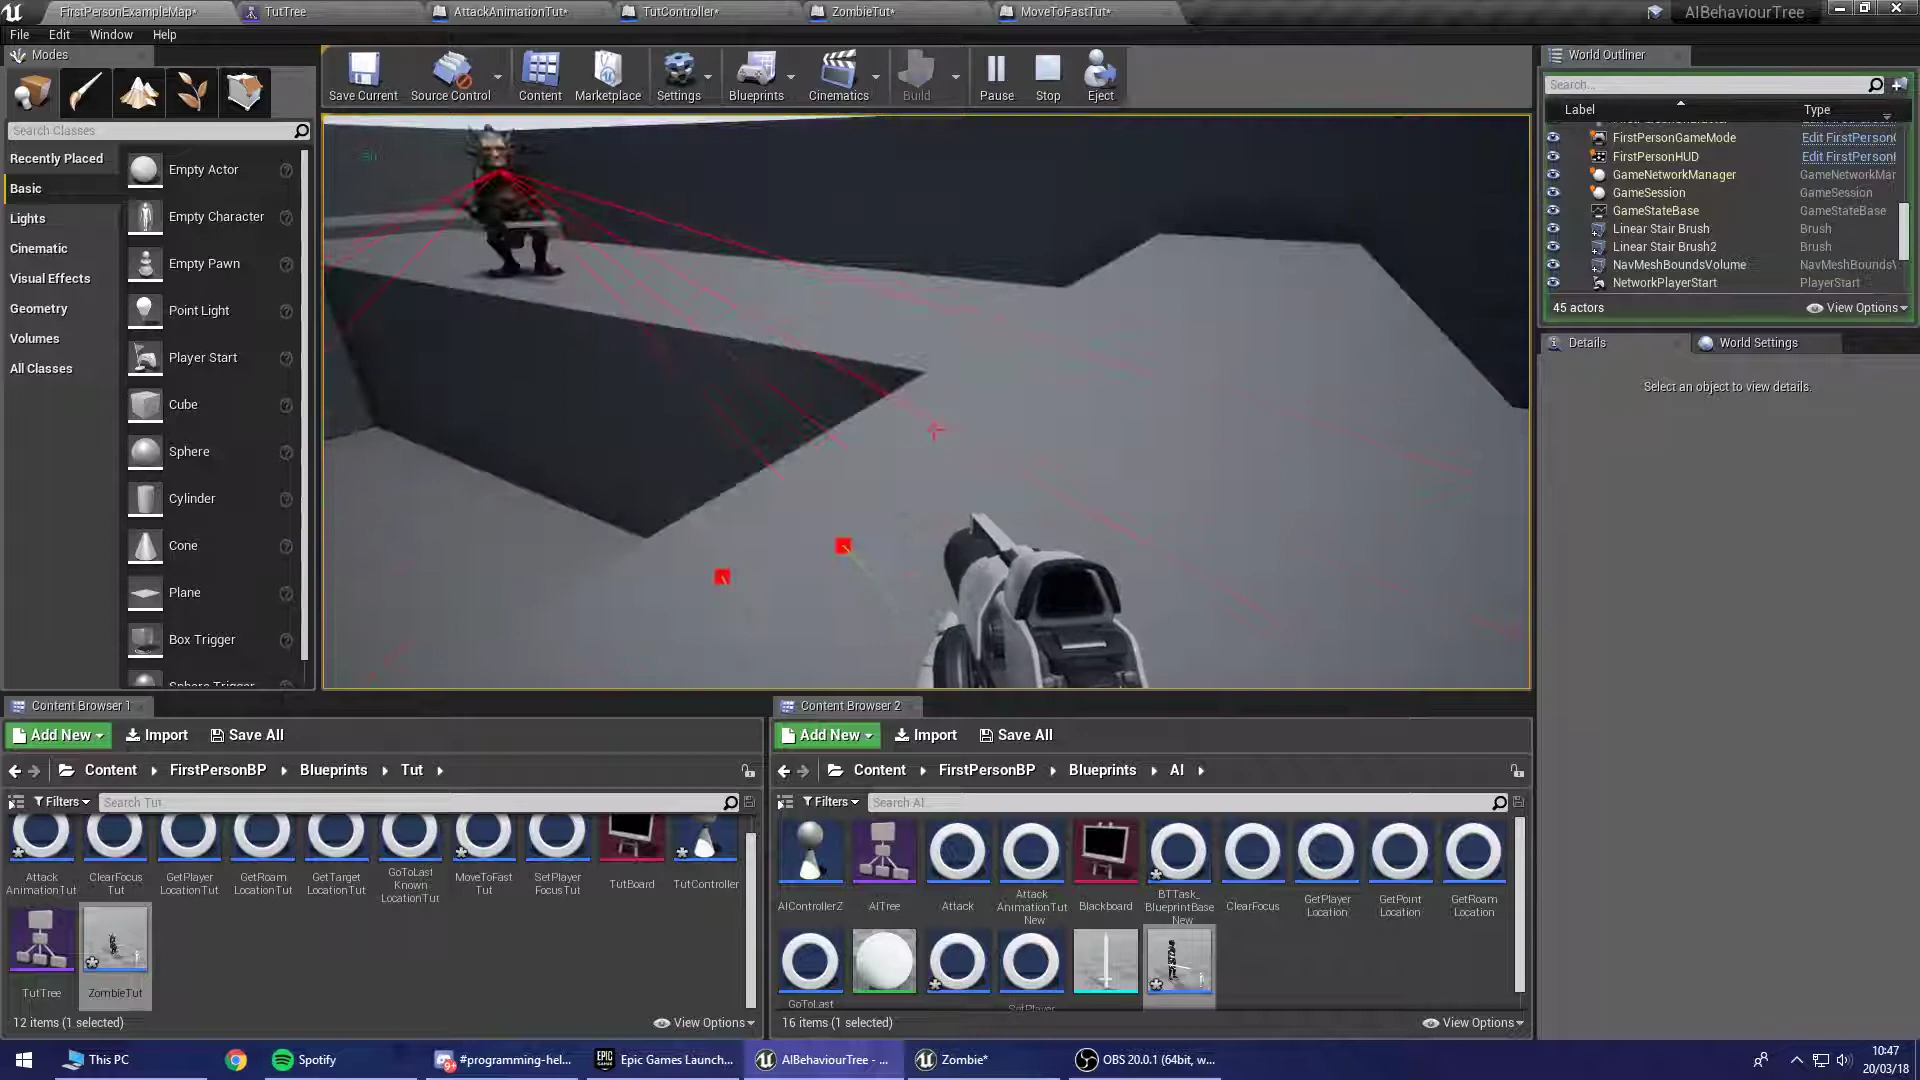 FirstPersonExampleMap*
TutTree
AttackAnimationTut*
TutController*
ZombieTut*
MoveToFastTut*
AIBehaviourTree
File
Edit
Window
Help
Modes
Search Classes
Recently Placed
Basic
Lights
Cinematic
Visual Effects
Geometry
Volumes
All Classes
Empty Actor
Empty Character
Empty Pawn
Point Light
Player Start
Cube
Sphere
Cylinder
Cone
Plane
Box Trigger
Sphere Trigger
Save Current
Source Control
Content
Marketplace
Settings
Blueprints
Cinematics
Build
Pause
Stop
Eject
World Outliner
Search...
Label
Type
FirstPersonGameMode
Edit FirstPerson
FirstPersonHUD
Edit FirstPerson
GameNetworkManager
GameNetworkMar
GameSession
GameSession
GameStateBase
GameStateBase
Linear Stair Brush
Brush
Linear Stair Brush2
Brush
NavMeshBoundsVolume
NavMeshBounds
NetworkPlayerStart
PlayerStart
45 actors
View Options
Details
World Settings
Select an object to view details.
Content Browser 1
Add New
Import
Save All
Content
FirstPersonBP
Blueprints
Tut
Filters
Search Tut
Attack
AnimationTut
ClearFocus
Tut
GetPlayer
LocationTut
GetRoam
LocationTut
GetTarget
LocationTut
GoToLast
Known
LocationTut
MoveToFast
Tut
SetPlayer
FocusTut
TutBoard
TutController
TutTree
ZombieTut
12 items (1 selected)
View Options
Content Browser 2
Add New
Import
Save All
Content
FirstPersonBP
Blueprints
AI
Filters
Search AI
AIControllerZ
AITree
Attack
Attack
AnimationTut
New
Blackboard
BTTask_
BlueprintBase
New
ClearFocus
GetPlayer
Location
GetPoint
Location
GetRoam
Location
GoToLast
SetPlayer
16 items (1 selected)
View Options
This PC
Spotify
9+
#programming-hel...
EPIC
GAMES
Epic Games Launch...
AIBehaviourTree - ...
Zombie*
OBS 20.0.1 (64bit, w...
10:47
20/03/18